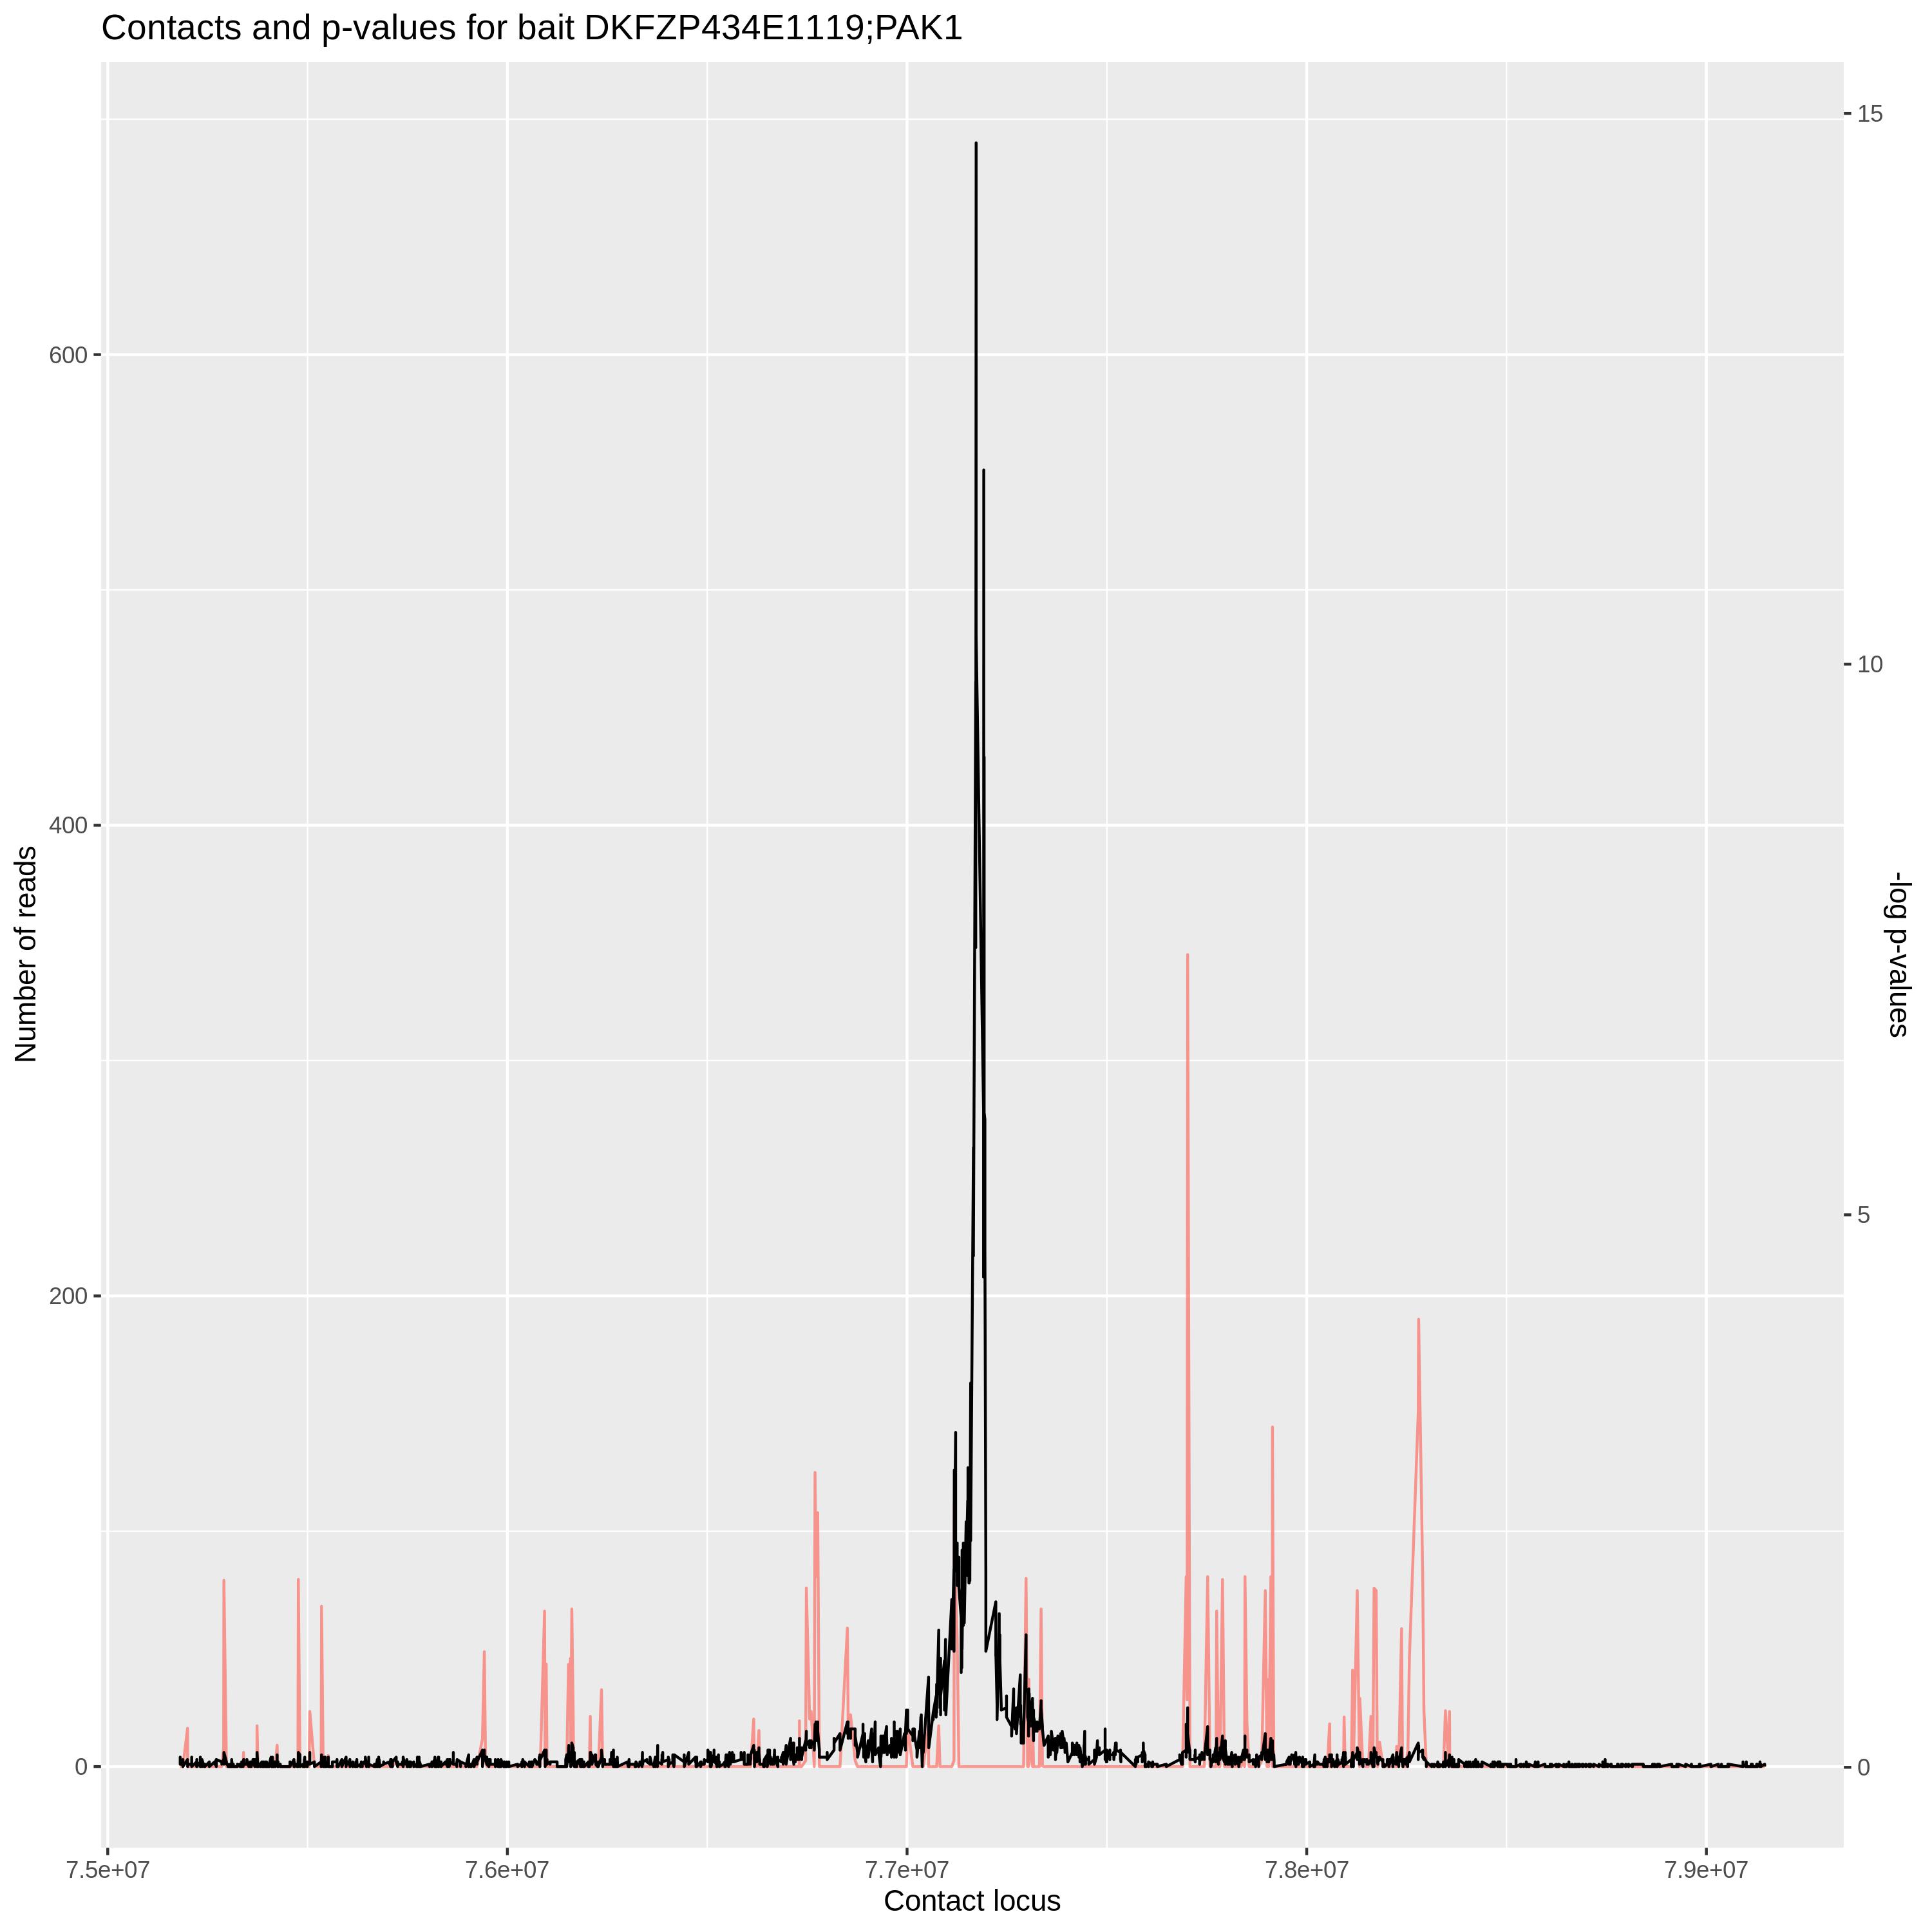 Contacts and p-values for bait DKFZP434E1119;PAK1
15
600
10
400
Number of reads
-log p-values
5
200
0
0
7.5e+07 7.6e+07 7.7e+07 7.8e+07 7.9e+07
Contact locus